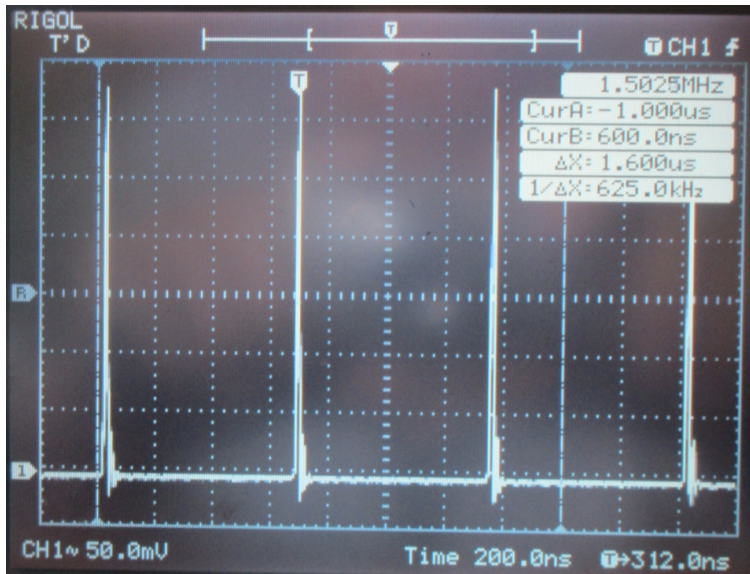 RIGOL
T'D
T
T CH1
T
1.5025MHz
CurA:-1.000us
CurB:600.0ns
ΔX:1.600us
1/ΔX:625.0kHz
R
1
CH1~ 50.0mV
Time 200.0ns
T→312.0ns